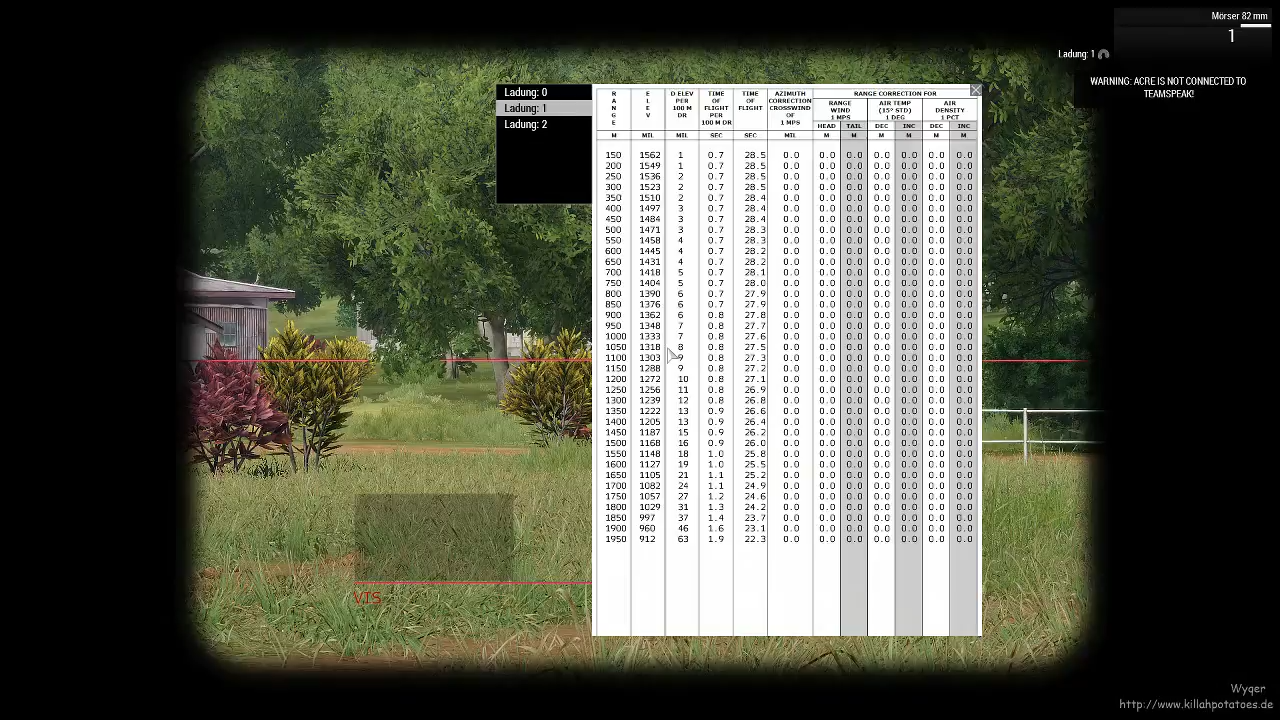 Mörser 82 mm
1
Ladung: 1
WARNING: ACRE IS NOT CONNECTED TO
TEAMSPEAK!
Ladung: 0
Ladung: 1
Ladung: 2
RANGE ELEV D ELEV PER 100 M DR TIME OF FLIGHT PER 100 M DR TIME OF FLIGHT AZIMUTH CORRECTION CROSSWIND OF 1 MPS RANGE CORRECTION FOR
RANGE WIND 1 MPS AIR TEMP (15° STD) 1 DEG AIR DENSITY 1 PCT
HEAD TAIL DEC INC DEC INC
M MIL MIL SEC SEC MIL M M M M M M
150 1562 1 0.7 28.5 0.0 0.0 0.0 0.0 0.0 0.0 0.0
200 1549 1 0.7 28.5 0.0 0.0 0.0 0.0 0.0 0.0 0.0
250 1536 2 0.7 28.5 0.0 0.0 0.0 0.0 0.0 0.0 0.0
300 1523 2 0.7 28.5 0.0 0.0 0.0 0.0 0.0 0.0 0.0
350 1510 2 0.7 28.4 0.0 0.0 0.0 0.0 0.0 0.0 0.0
400 1497 3 0.7 28.4 0.0 0.0 0.0 0.0 0.0 0.0 0.0
450 1484 3 0.7 28.4 0.0 0.0 0.0 0.0 0.0 0.0 0.0
500 1471 3 0.7 28.3 0.0 0.0 0.0 0.0 0.0 0.0 0.0
550 1458 4 0.7 28.3 0.0 0.0 0.0 0.0 0.0 0.0 0.0
600 1445 4 0.7 28.2 0.0 0.0 0.0 0.0 0.0 0.0 0.0
650 1431 4 0.7 28.2 0.0 0.0 0.0 0.0 0.0 0.0 0.0
700 1418 5 0.7 28.1 0.0 0.0 0.0 0.0 0.0 0.0 0.0
750 1404 5 0.7 28.0 0.0 0.0 0.0 0.0 0.0 0.0 0.0
800 1390 6 0.7 27.9 0.0 0.0 0.0 0.0 0.0 0.0 0.0
850 1376 6 0.7 27.9 0.0 0.0 0.0 0.0 0.0 0.0 0.0
900 1362 6 0.8 27.8 0.0 0.0 0.0 0.0 0.0 0.0 0.0
950 1348 7 0.8 27.7 0.0 0.0 0.0 0.0 0.0 0.0 0.0
1000 1333 7 0.8 27.6 0.0 0.0 0.0 0.0 0.0 0.0 0.0
1050 1318 8 0.8 27.5 0.0 0.0 0.0 0.0 0.0 0.0 0.0
1100 1303 9 0.8 27.3 0.0 0.0 0.0 0.0 0.0 0.0 0.0
1150 1288 9 0.8 27.2 0.0 0.0 0.0 0.0 0.0 0.0 0.0
1200 1272 10 0.8 27.1 0.0 0.0 0.0 0.0 0.0 0.0 0.0
1250 1256 11 0.8 26.9 0.0 0.0 0.0 0.0 0.0 0.0 0.0
1300 1239 12 0.8 26.8 0.0 0.0 0.0 0.0 0.0 0.0 0.0
1350 1222 13 0.9 26.6 0.0 0.0 0.0 0.0 0.0 0.0 0.0
1400 1205 13 0.9 26.4 0.0 0.0 0.0 0.0 0.0 0.0 0.0
1450 1187 15 0.9 26.2 0.0 0.0 0.0 0.0 0.0 0.0 0.0
1500 1168 16 0.9 26.0 0.0 0.0 0.0 0.0 0.0 0.0 0.0
1550 1148 18 1.0 25.8 0.0 0.0 0.0 0.0 0.0 0.0 0.0
1600 1127 19 1.0 25.5 0.0 0.0 0.0 0.0 0.0 0.0 0.0
1650 1105 21 1.1 25.2 0.0 0.0 0.0 0.0 0.0 0.0 0.0
1700 1082 24 1.1 24.9 0.0 0.0 0.0 0.0 0.0 0.0 0.0
1750 1057 27 1.2 24.6 0.0 0.0 0.0 0.0 0.0 0.0 0.0
1800 1029 31 1.3 24.2 0.0 0.0 0.0 0.0 0.0 0.0 0.0
1850 997 37 1.4 23.7 0.0 0.0 0.0 0.0 0.0 0.0 0.0
1900 960 46 1.6 23.1 0.0 0.0 0.0 0.0 0.0 0.0 0.0
1950 912 63 1.9 22.3 0.0 0.0 0.0 0.0 0.0 0.0 0.0
VIS
Wyqer
http://www.killahpotatoes.de